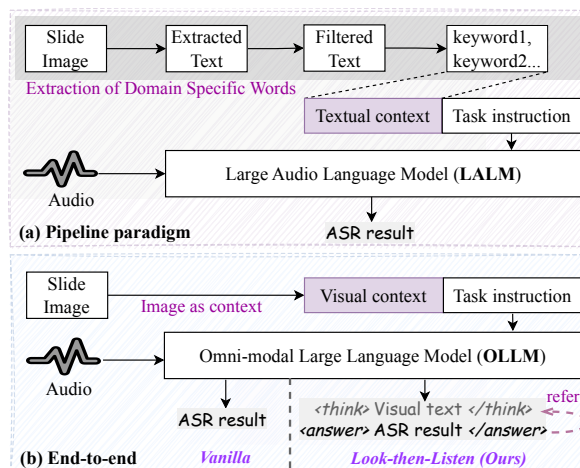 Slide Image
Extracted Text
Filtered Text
keyword1, keyword2...
Extraction of Domain Specific Words
Textual context
Task instruction
Audio
Large Audio Language Model (LALM)
ASR result
(a) Pipeline paradigm
Slide Image
Image as context
Visual context
Task instruction
Audio
Omni-modal Large Language Model (OLLM)
ASR result
<think> Visual text </think>
<answer> ASR result </answer>
refer
(b) End-to-end
Vanilla
Look-then-Listen (Ours)